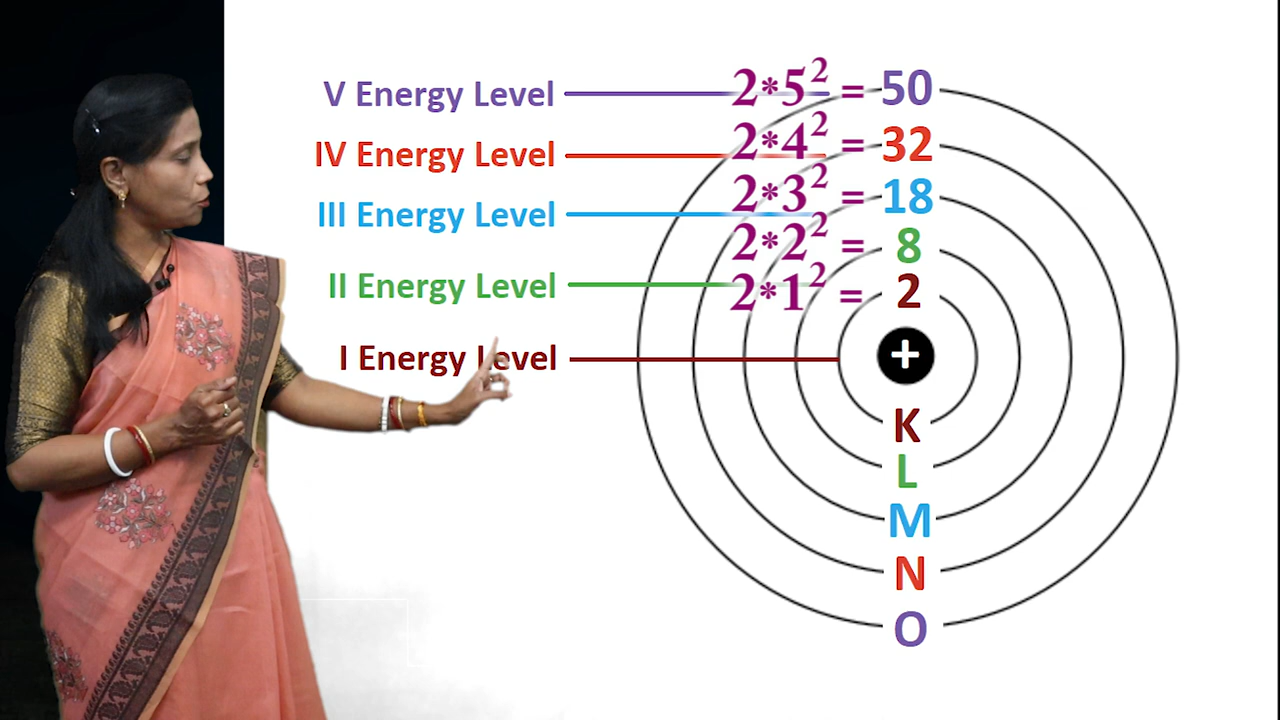 V Energy Level 2*5² = 50
IV Energy Level 2*4² = 32
III Energy Level 2*3² = 18
II Energy Level 2*2² = 8
2*1² = 2
I Energy Level +
K
L
M
N
O